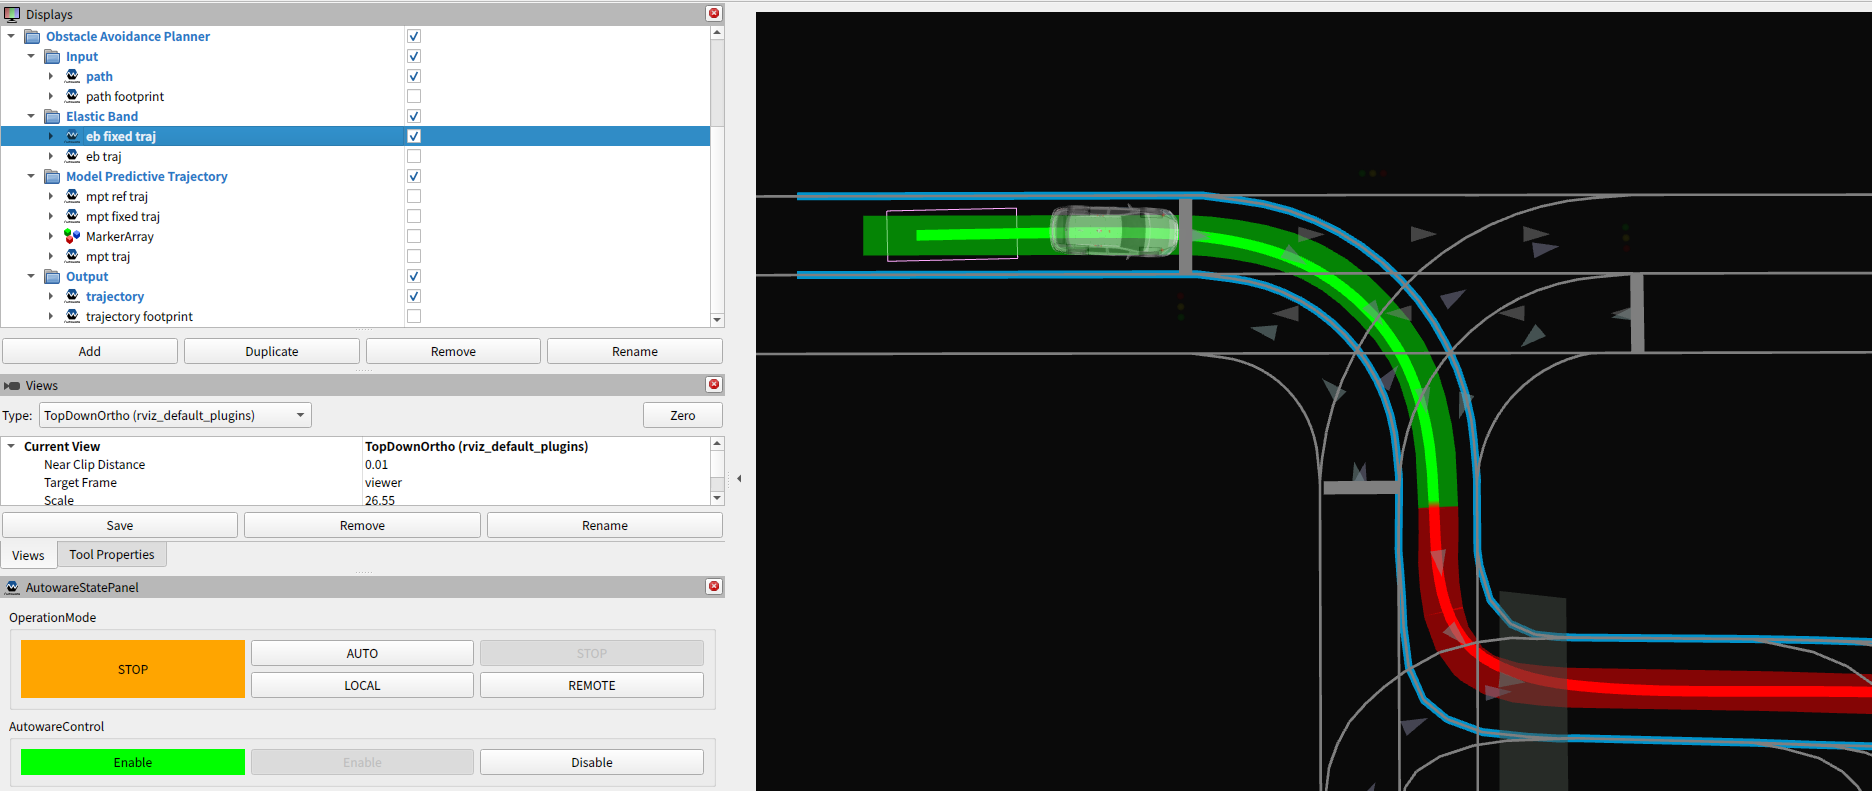 Displays
Obstacle Avoidance Planner
Input
path
path footprint
Elastic Band
eb fixed traj
eb traj
Model Predictive Trajectory
mpt ref traj
mpt fixed traj
MarkerArray
mpt traj
Output
trajectory
trajectory footprint
Add Duplicate Remove Rename
Views
Type: TopDownOrtho (rviz_default_plugins) Zero
Current View TopDownOrtho (rviz_default_plugins)
Near Clip Distance 0.01
Target Frame viewer
Scale 26.55
Save Remove Rename
Views Tool Properties
AutowareStatePanel
OperationMode
STOP AUTO STOP
LOCAL REMOTE
AutowareControl
Enable Enable Disable